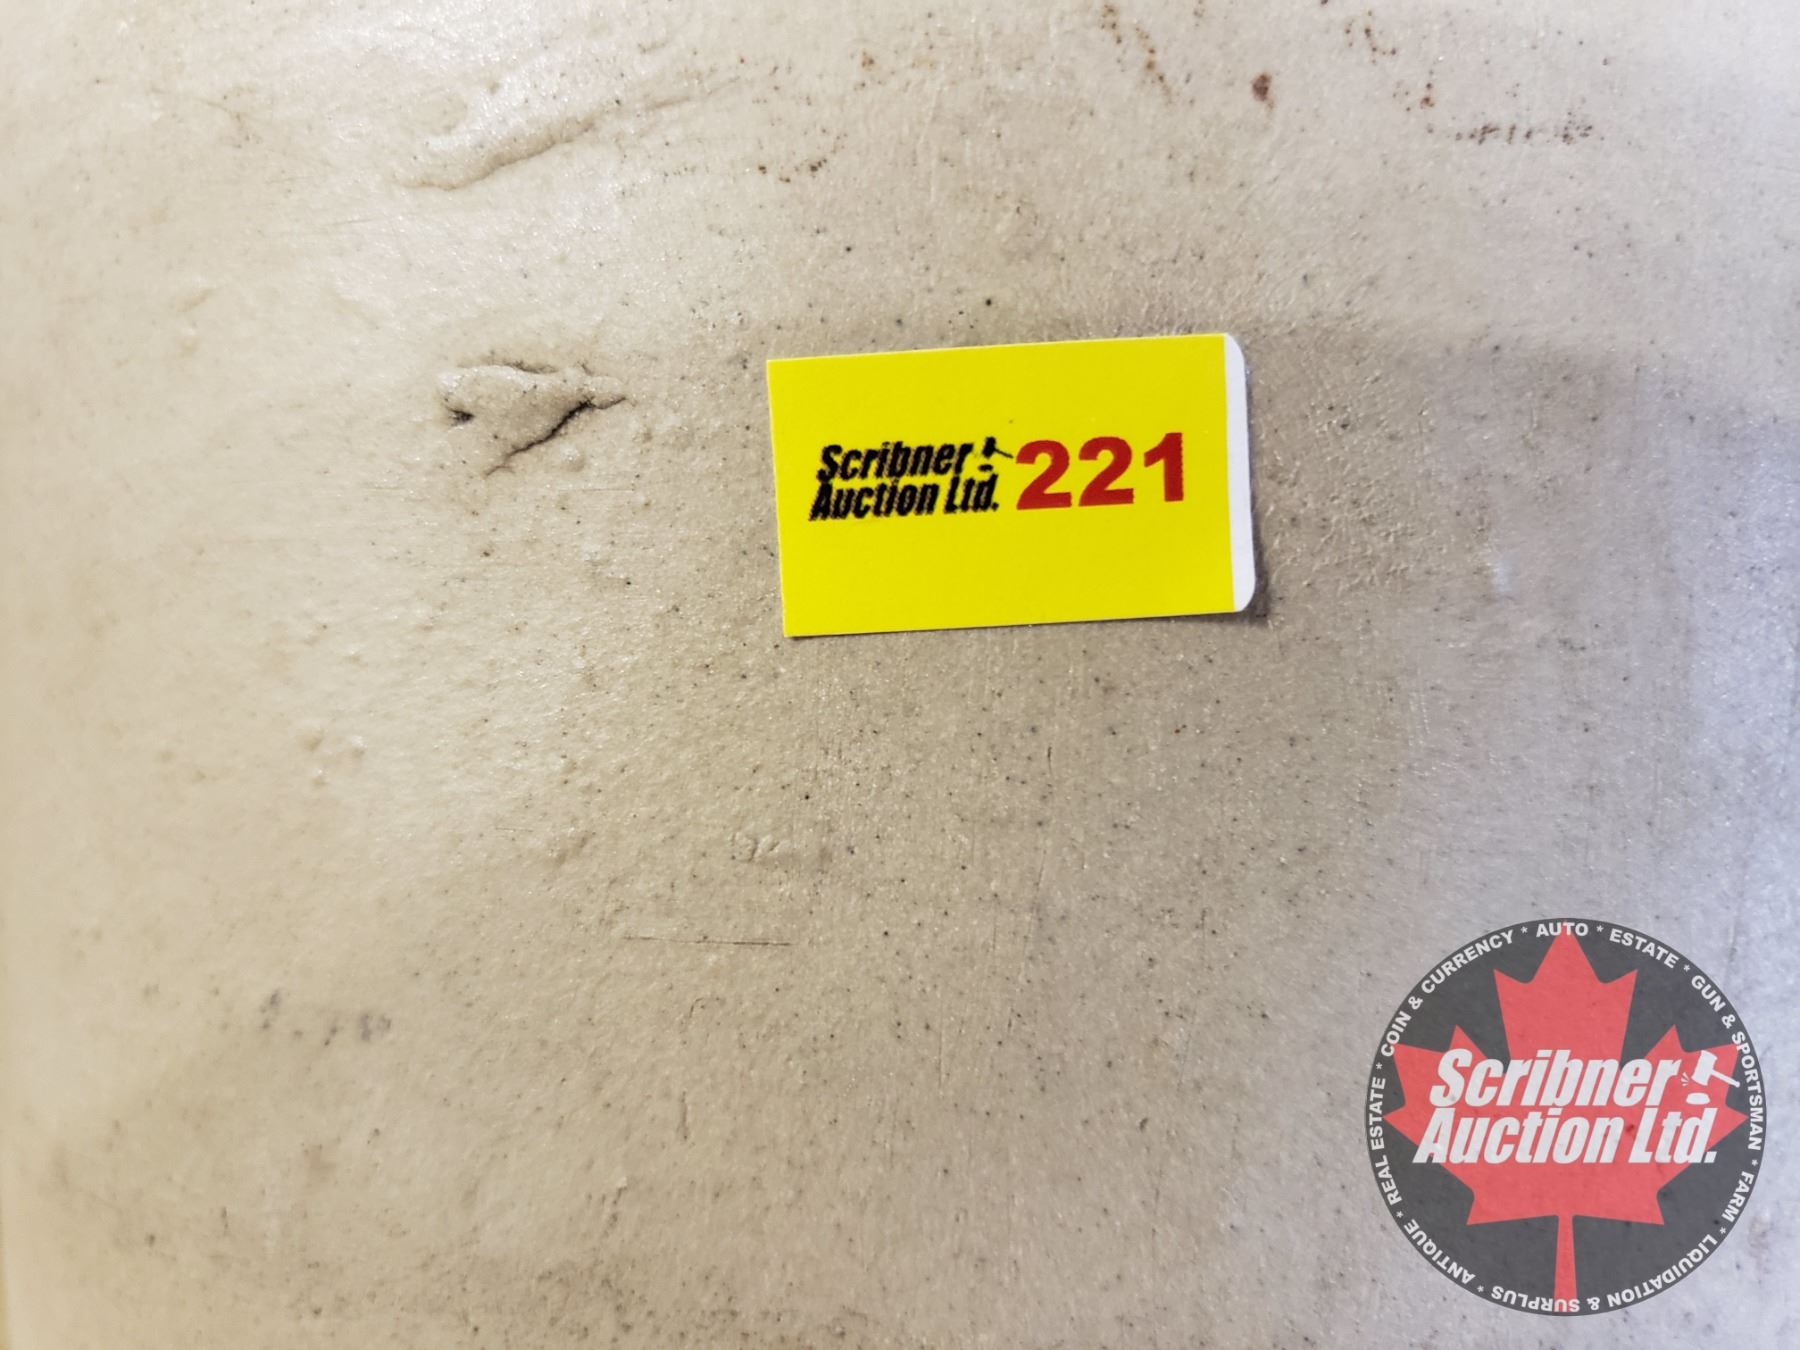 Scribner
Auction Ltd. 221
COIN & CURRENCY * AUTO * ESTATE * GUN & SPORTSMAN * FARM * LIQUIDATION & SURPLUS * ANTIQUE * REAL ESTATE *
Scribner
Auction Ltd.